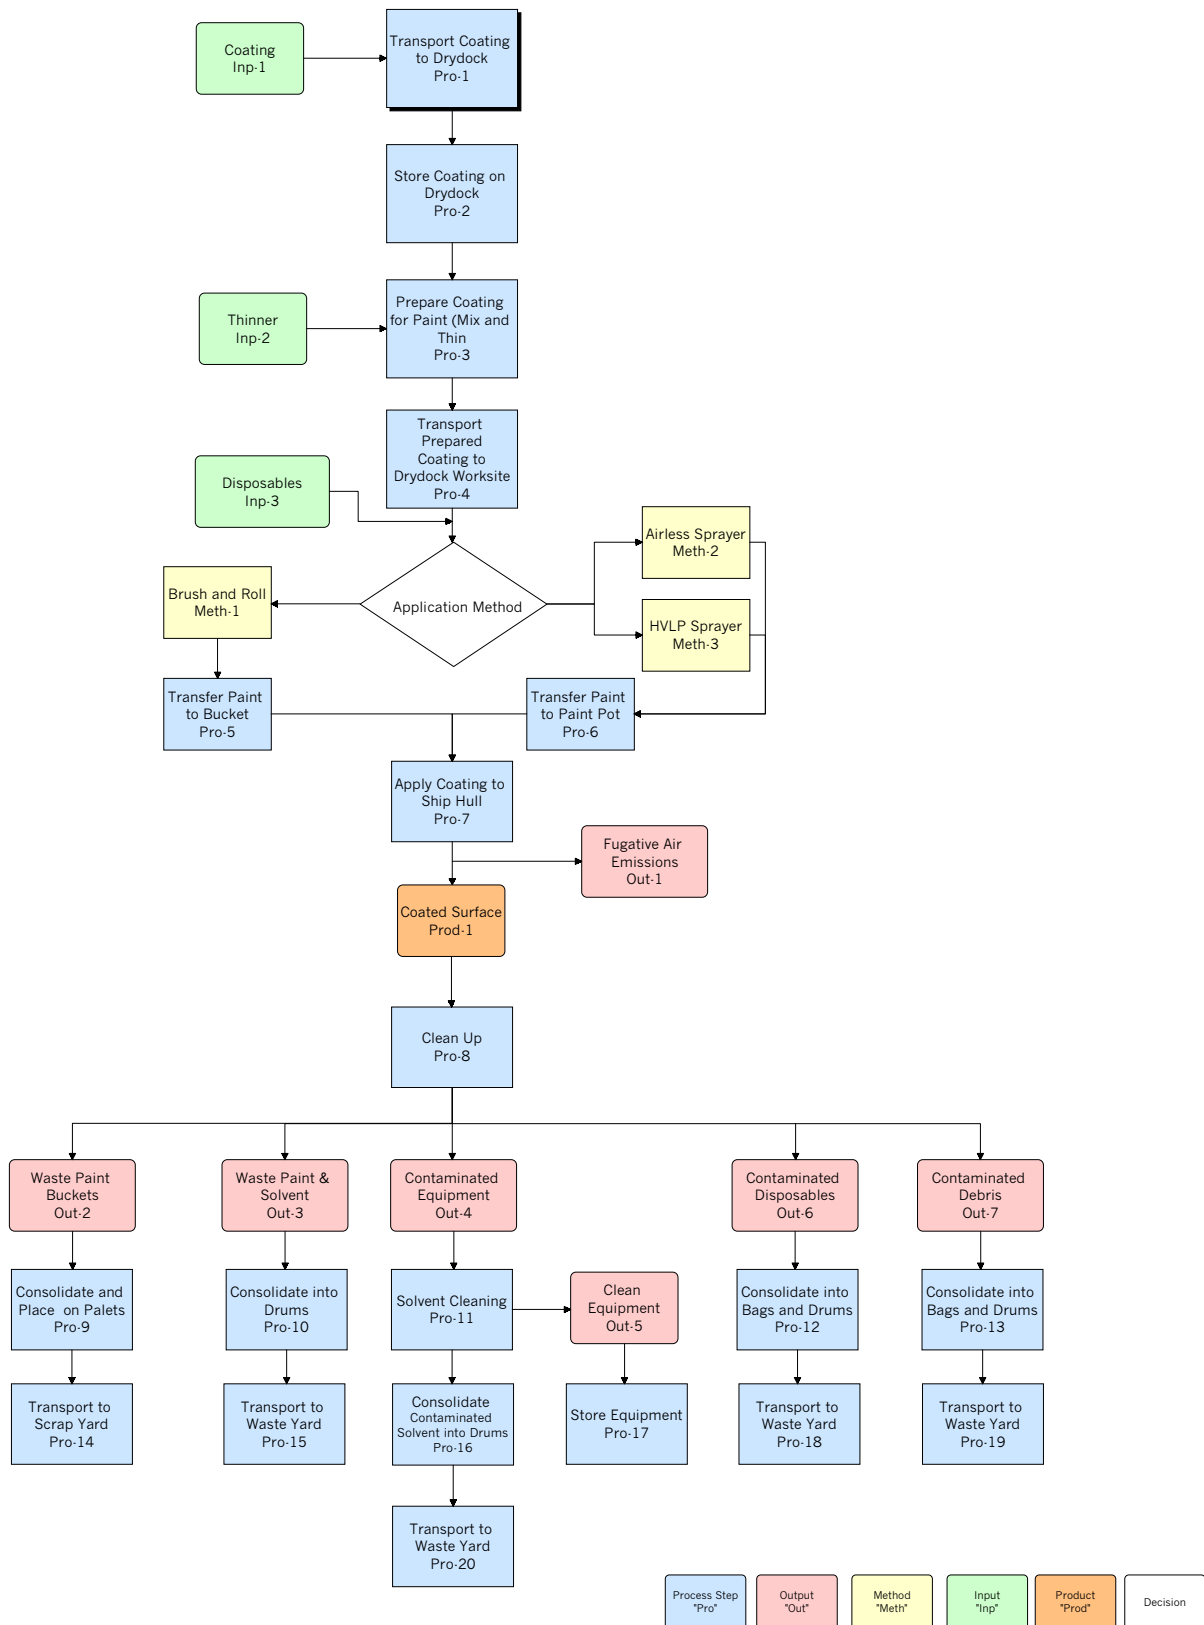 Coating
Inp-1
Transport Coating
to Drydock
Pro-1
Store Coating on
Drydock
Pro-2
Thinner
Inp-2
Prepare Coating
for Paint (Mix and
Thin
Pro-3
Transport
Prepared
Coating to
Drydock Worksite
Pro-4
Disposables
Inp-3
Airless Sprayer
Meth-2
Brush and Roll
Meth-1
Application Method
HVLP Sprayer
Meth-3
Transfer Paint
to Bucket
Pro-5
Transfer Paint
to Paint Pot
Pro-6
Apply Coating to
Ship Hull
Pro-7
Fugative Air
Emissions
Out-1
Coated Surface
Prod-1
Clean Up
Pro-8
Waste Paint
Buckets
Out-2
Waste Paint &
Solvent
Out-3
Contaminated
Equipment
Out-4
Contaminated
Disposables
Out-6
Contaminated
Debris
Out-7
Consolidate and
Place on Palets
Pro-9
Consolidate into
Drums
Pro-10
Solvent Cleaning
Pro-11
Clean
Equipment
Out-5
Consolidate into
Bags and Drums
Pro-12
Consolidate into
Bags and Drums
Pro-13
Transport to
Scrap Yard
Pro-14
Transport to
Waste Yard
Pro-15
Consolidate
Contaminated
Solvent into Drums
Pro-16
Store Equipment
Pro-17
Transport to
Waste Yard
Pro-18
Transport to
Waste Yard
Pro-19
Transport to
Waste Yard
Pro-20
Process Step
"Pro"
Output
"Out"
Method
"Meth"
Input
"Inp"
Product
"Prod"
Decision